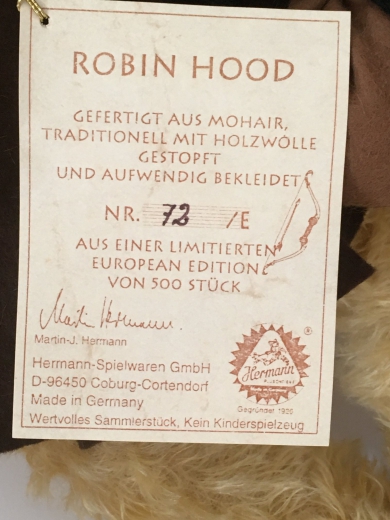 ROBIN HOOD
GEFERTIGT AUS MOHAIR,
TRADITIONELL MIT HOLZWOLLE
GESTOPFT
UND AUFWENDIG BEKLEIDET
NR. 72 /E
AUS EINER LIMITIERTEN
EUROPEAN EDITION
VON 500 STÜCK
Martin Hermann.
Martin-J. Hermann
Hermann-Spielwaren GmbH
D-96450 Coburg-Cortendorf
Made in Germany
Wertvolles Sammlerstück, Kein Kinderspielzeug
Hermann
Gegründet 1920